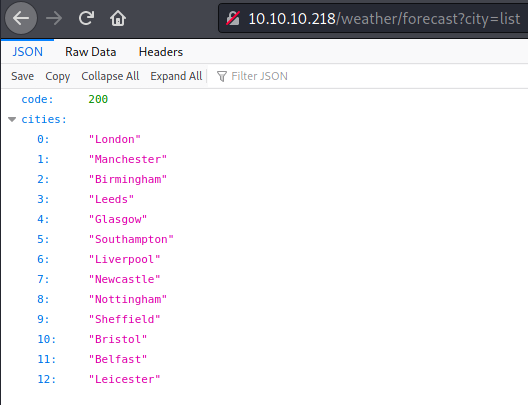 10.10.10.218/weather/forecast?city=list
JSON Raw Data Headers
Save Copy Collapse All Expand All Filter JSON
code: 200
cities:
0: "London"
1: "Manchester"
2: "Birmingham"
3: "Leeds"
4: "Glasgow"
5: "Southampton"
6: "Liverpool"
7: "Newcastle"
8: "Nottingham"
9: "Sheffield"
10: "Bristol"
11: "Belfast"
12: "Leicester"